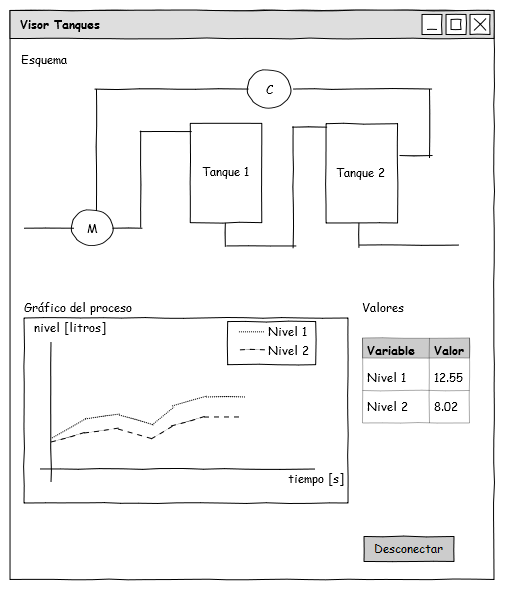 Visor Tanques
Esquema
C
Tanque 1
Tanque 2
M
Gráfico del proceso
nivel [litros]
Nivel 1
Nivel 2
tiempo [s]
Valores
Variable Valor
Nivel 1 12.55
Nivel 2 8.02
Desconectar